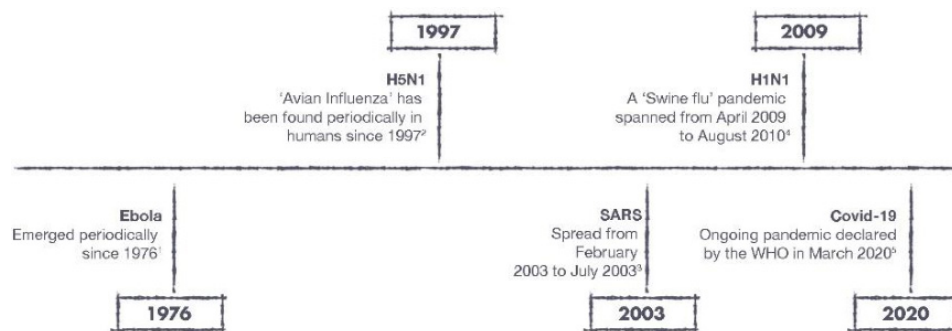 1997
H5N1
'Avian Influenza' has
been found periodically in
humans since 1997²
2009
H1N1
A 'Swine flu' pandemic
spanned from April 2009
to August 2010⁴
Ebola
Emerged periodically
since 1976¹
1976
SARS
Spread from
February
2003 to July 2003³
2003
Covid-19
Ongoing pandemic declared
by the WHO in March 2020⁵
2020